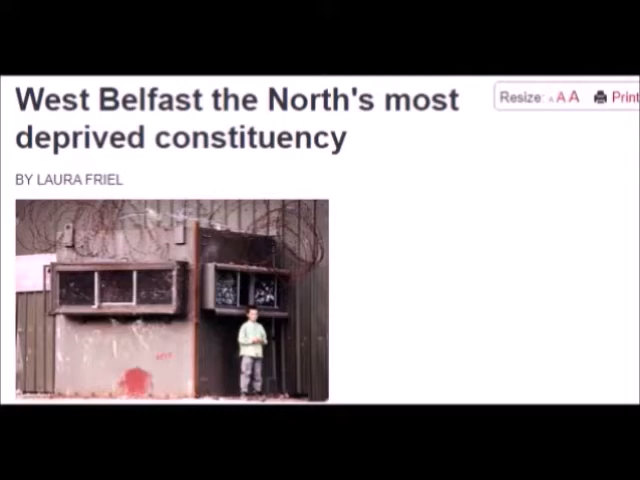 West Belfast the North's most
deprived constituency
Resize: A A A
Print
BY LAURA FRIEL